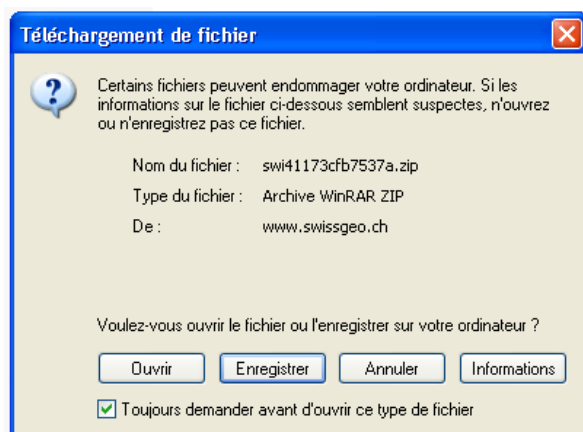 Téléchargement de fichier
Certains fichiers peuvent endommager votre ordinateur. Si les
informations sur le fichier ci-dessous semblent suspectes, n'ouvrez
ou n'enregistrez pas ce fichier.
Nom du fichier : swi41173cfb7537a.zip
Type du fichier : Archive WinRAR ZIP
De : www.swissgeo.ch
Voulez-vous ouvrir le fichier ou l'enregistrer sur votre ordinateur ?
Ouvrir Enregistrer Annuler Informations
Toujours demander avant d'ouvrir ce type de fichier